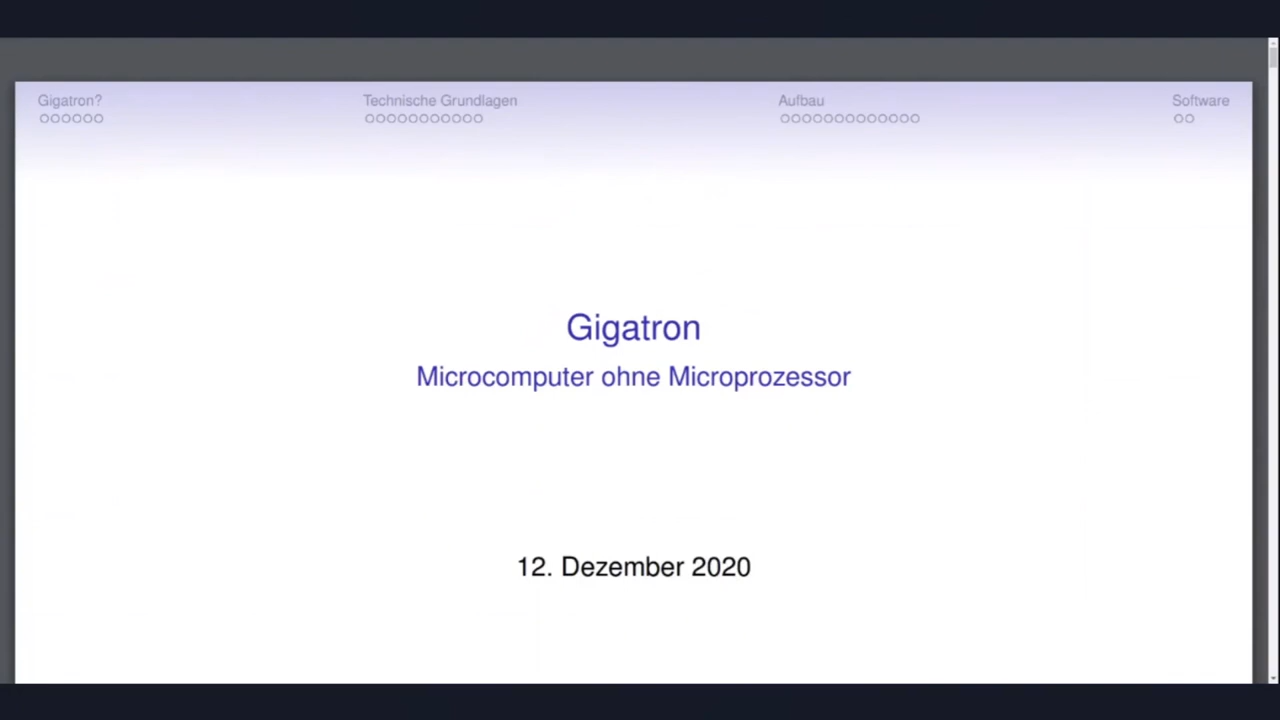 Gigatron?
Technische Grundlagen
Aufbau
Software
Gigatron
Microcomputer ohne Microprozessor
12. Dezember 2020